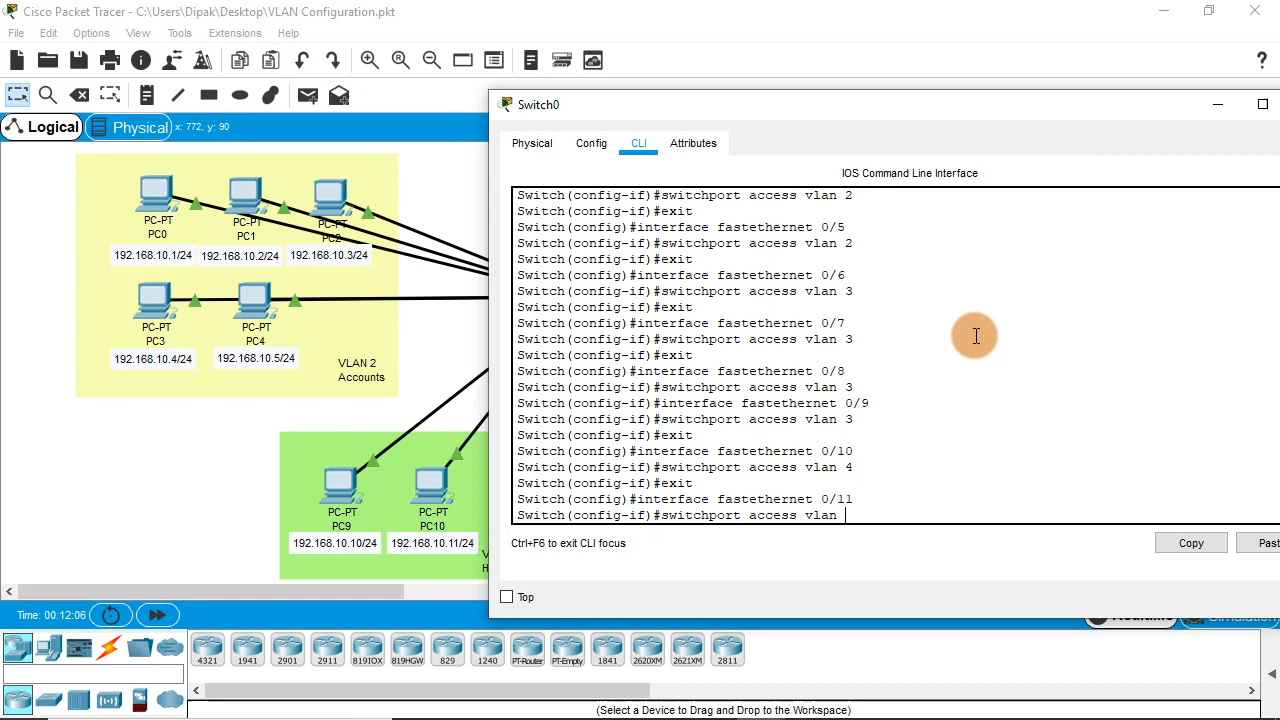 Cisco Packet Tracer - C:\Users\Dipak\Desktop\VLAN Configuration.pkt
File Edit Options View Tools Extensions Help
Logical Physical x: 772, y: 90
Switch0
Physical Config CLI Attributes
IOS Command Line Interface
Switch(config-if)#switchport access vlan 2
Switch(config-if)#exit
Switch(config)#interface fastethernet 0/5
Switch(config-if)#switchport access vlan 2
Switch(config-if)#exit
Switch(config)#interface fastethernet 0/6
Switch(config-if)#switchport access vlan 3
Switch(config-if)#exit
Switch(config)#interface fastethernet 0/7
Switch(config-if)#switchport access vlan 3
Switch(config-if)#exit
Switch(config)#interface fastethernet 0/8
Switch(config-if)#switchport access vlan 3
Switch(config-if)#interface fastethernet 0/9
Switch(config-if)#switchport access vlan 3
Switch(config-if)#exit
Switch(config)#interface fastethernet 0/10
Switch(config-if)#switchport access vlan 4
Switch(config-if)#exit
Switch(config)#interface fastethernet 0/11
Switch(config-if)#switchport access vlan
Ctrl+F6 to exit CLI focus
Copy Past
Top
PC-PT PC-PT PC-PT
PC0 PC1 PC2
192.168.10.1/24 192.168.10.2/24 192.168.10.3/24
PC-PT PC-PT
PC3 PC4
192.168.10.4/24 192.168.10.5/24
VLAN 2
Accounts
PC-PT PC-PT
PC9 PC10
192.168.10.10/24 192.168.10.11/24
V
H
Time: 00:12:06
Realtime Simulation
4321 1941 2901 2911 819IOX 819HGW 829 1240 PT-Router PT-Empty 1841 2620XM 2621XM 2811
(Select a Device to Drag and Drop to the Workspace)